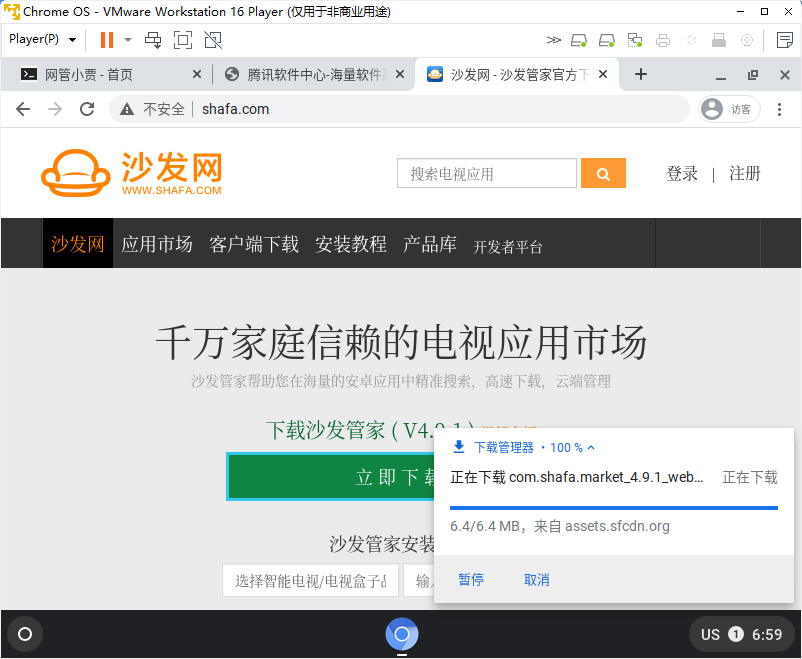 Chrome OS - VMware Workstation 16 Player (仅用于非商业用途)
Player(P)
网管小贾 - 首页
腾讯软件中心-海量软件
沙发网 - 沙发管家官方下
不安全 shafa.com
访客
沙发网
WWW.SHAFA.COM
搜索电视应用
登录 | 注册
沙发网 应用市场 客户端下载 安装教程 产品库 开发者平台
千万家庭信赖的电视应用市场
沙发管家帮助您在海量的安卓应用中精准搜索，高速下载，云端管理
下载沙发管家 ( V4.9.1 )
立 即 下
沙发管家安装
选择智能电视/电视盒子品
输
下载管理器 · 100 %
正在下载 com.shafa.market_4.9.1_web... 正在下载
6.4/6.4 MB，来自 assets.sfcdn.org
暂停 取消
US 1 6:59